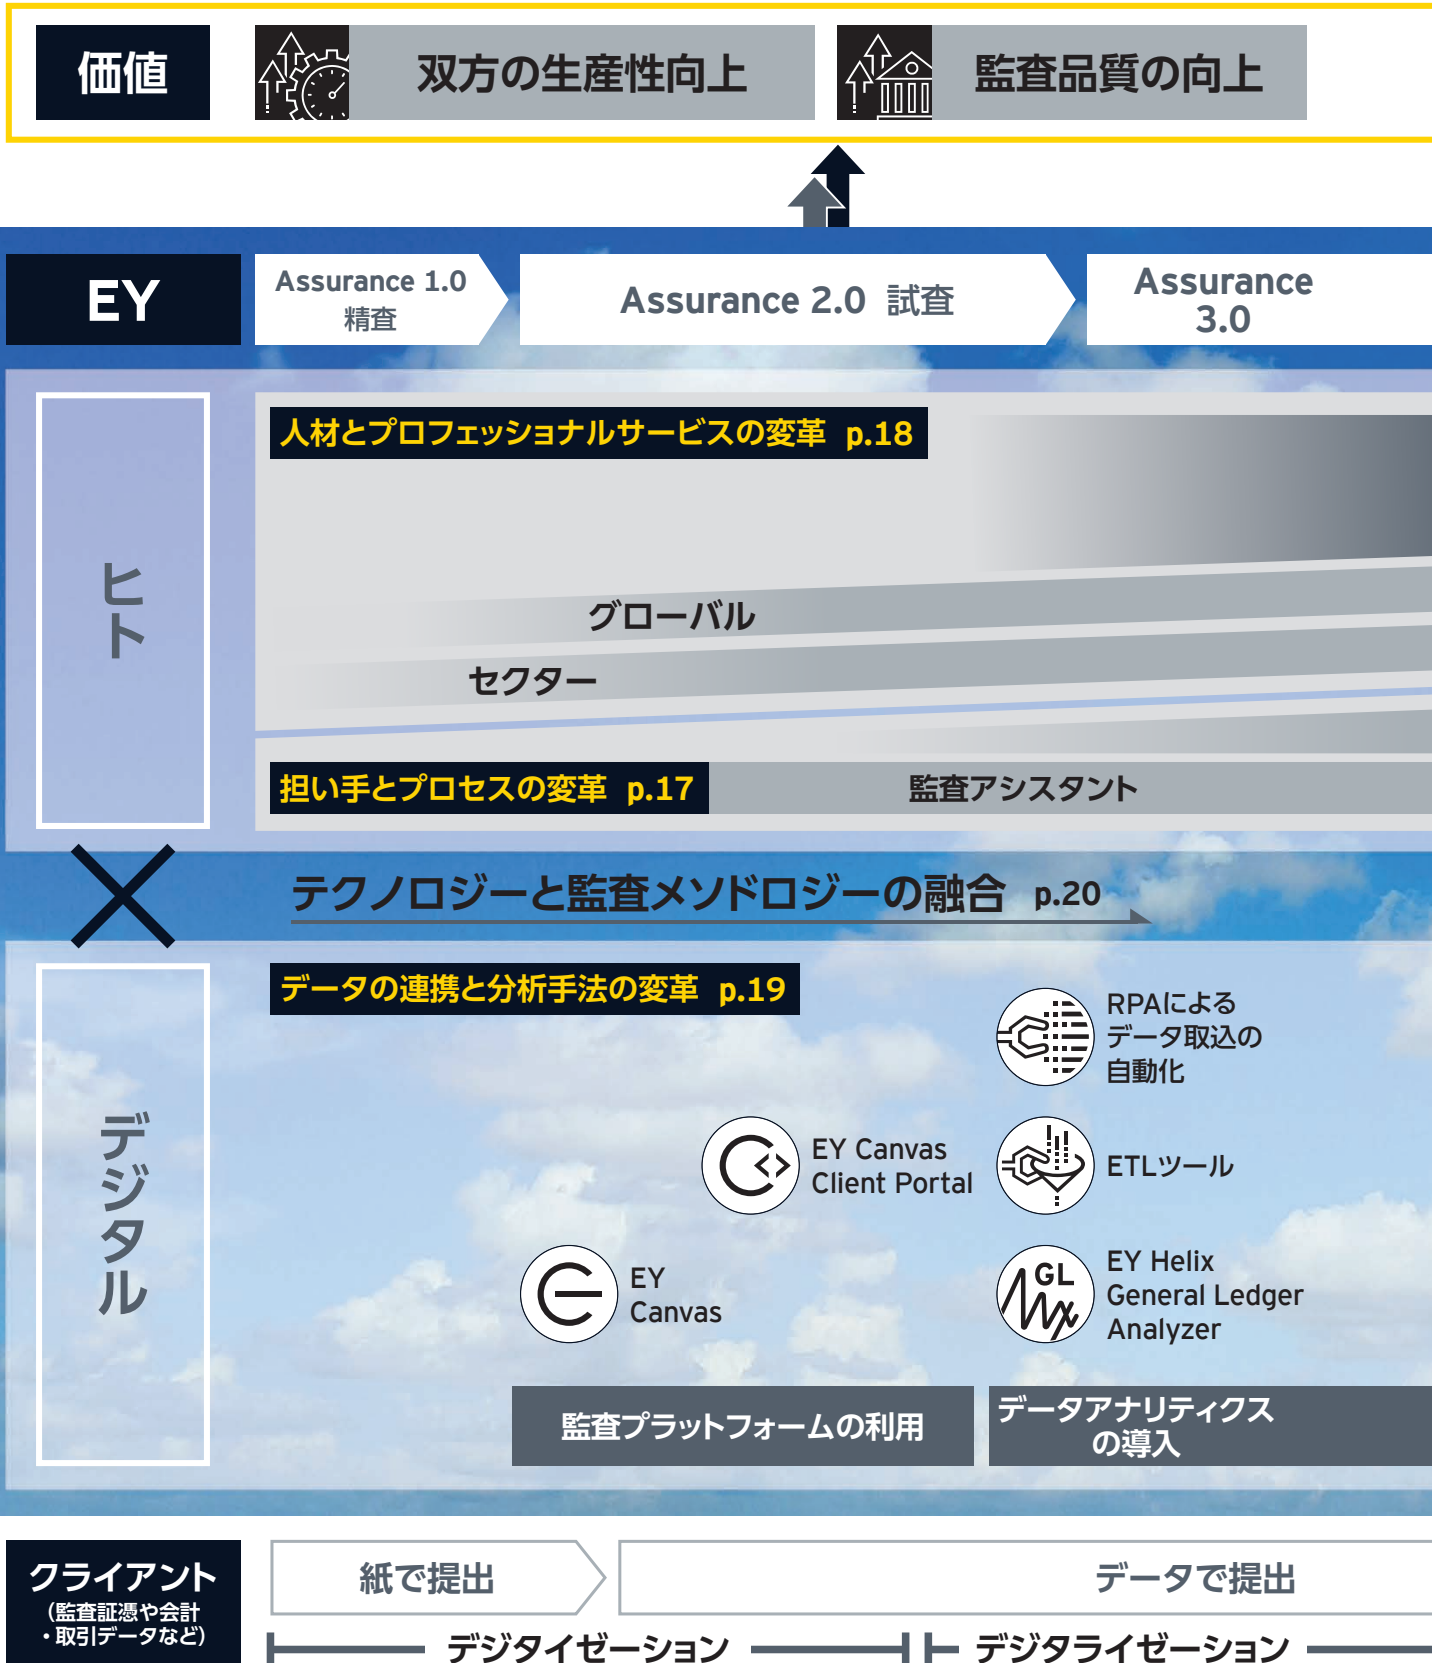 価値
双方の生産性向上
監査品質の向上
EY
Assurance 1.0
精査
Assurance 2.0 試査
Assurance
3.0
ヒト
人材とプロフェッショナルサービスの変革 p.18
グローバル
セクター
担い手とプロセスの変革 p.17
監査アシスタント
テクノロジーと監査メソドロジーの融合 p.20
デジタル
データの連携と分析手法の変革 p.19
RPAによる
データ取込の
自動化
EY Canvas
Client Portal
ETLツール
EY
Canvas
GL
EY Helix
General Ledger
Analyzer
監査プラットフォームの利用
データアナリティクス
の導入
クライアント
（監査証憑や会計
・取引データなど）
紙で提出
データで提出
デジタイゼーション
デジタライゼーション